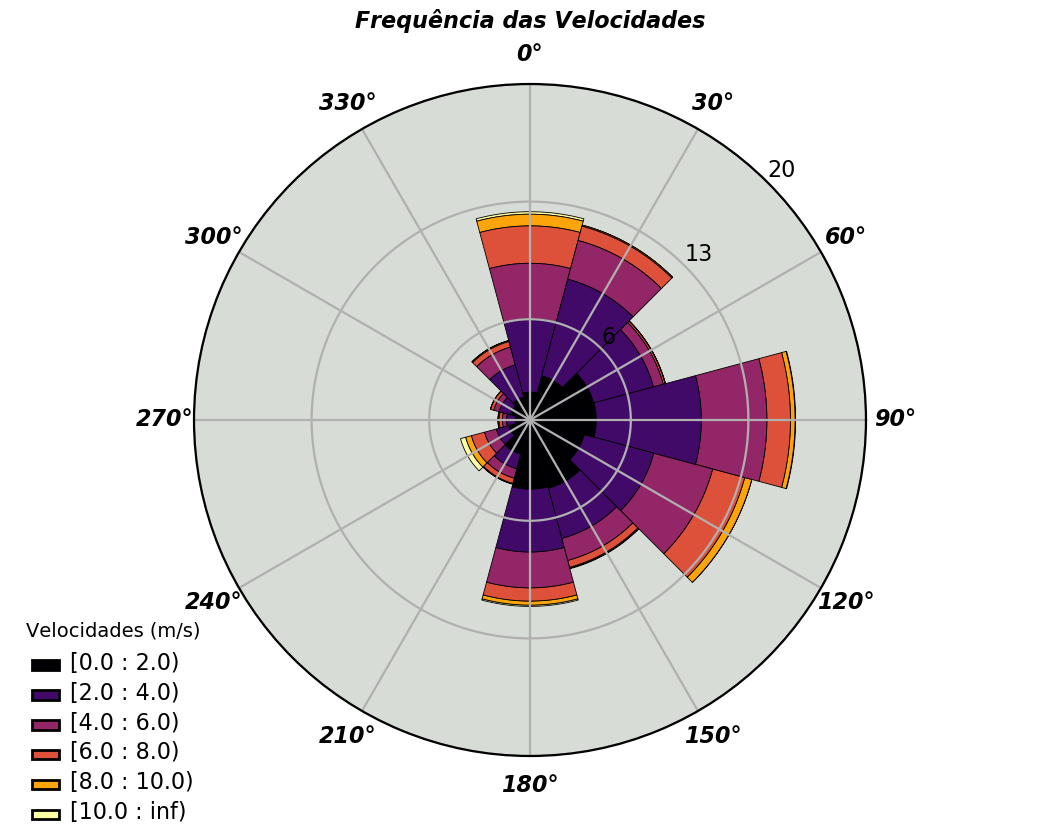 Frequência das Velocidades
0°
330°
30°
20
300°
60°
13
6
270°
90°
240°
120°
210°
150°
180°
Velocidades (m/s)
[0.0 : 2.0)
[2.0 : 4.0)
[4.0 : 6.0)
[6.0 : 8.0)
[8.0 : 10.0)
[10.0 : inf)